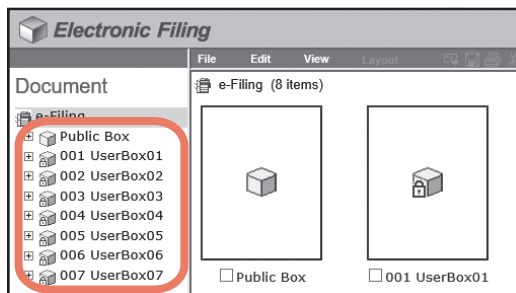 Electronic Filing
File Edit View Layout
Document
e-Filing (8 items)
e-Filing
Public Box
001 UserBox01
002 UserBox02
003 UserBox03
004 UserBox04
005 UserBox05
006 UserBox06
007 UserBox07
Public Box
001 UserBox01